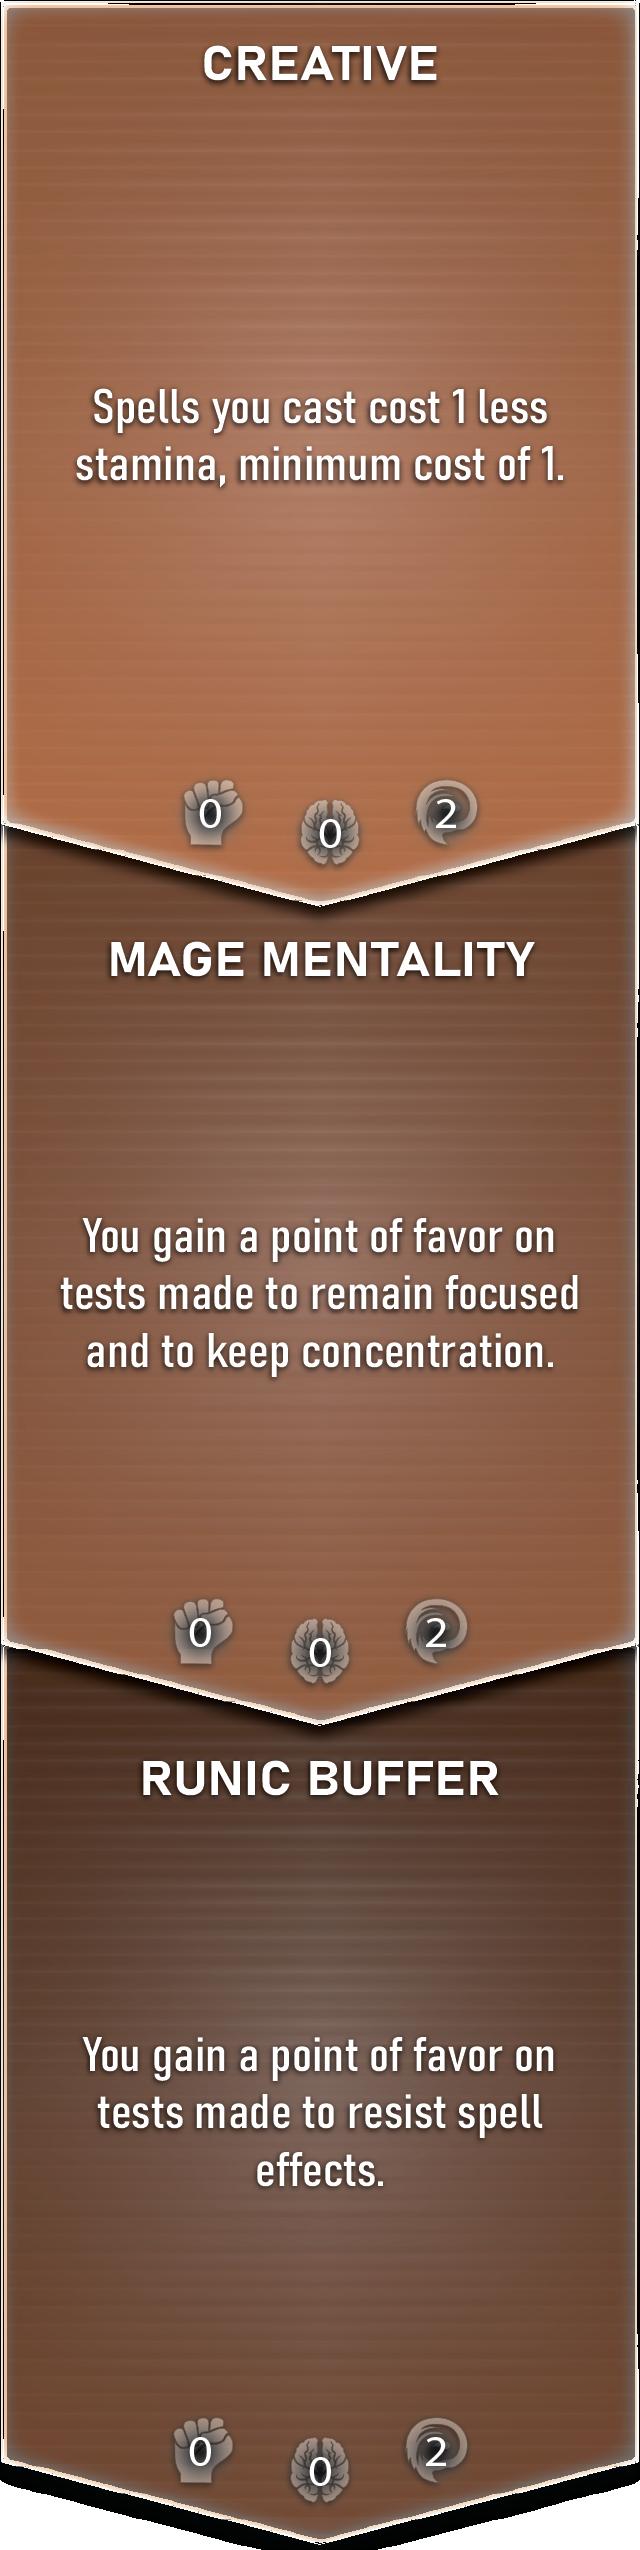 CREATIVE
Spells you cast cost 1 less
stamina, minimum cost of 1.
0 0 2
MAGE MENTALITY
You gain a point of favor on
tests made to remain focused
and to keep concentration.
0 0 2
RUNIC BUFFER
You gain a point of favor on
tests made to resist spell
effects.
0 0 2